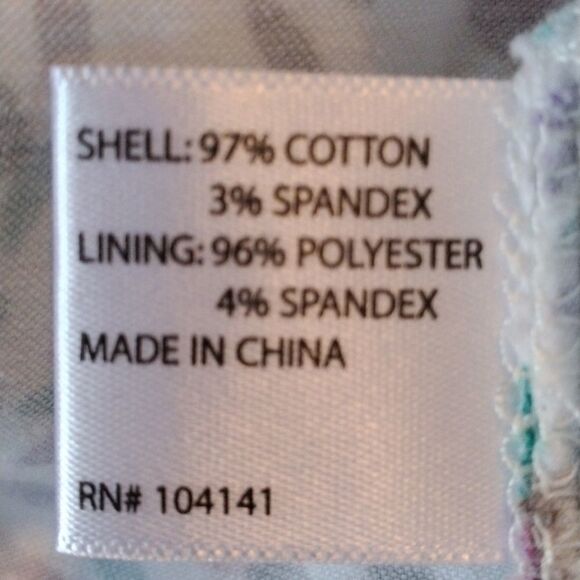 SHELL: 97% COTTON
3% SPANDEX
LINING: 96% POLYESTER
4% SPANDEX
MADE IN CHINA
RN# 104141